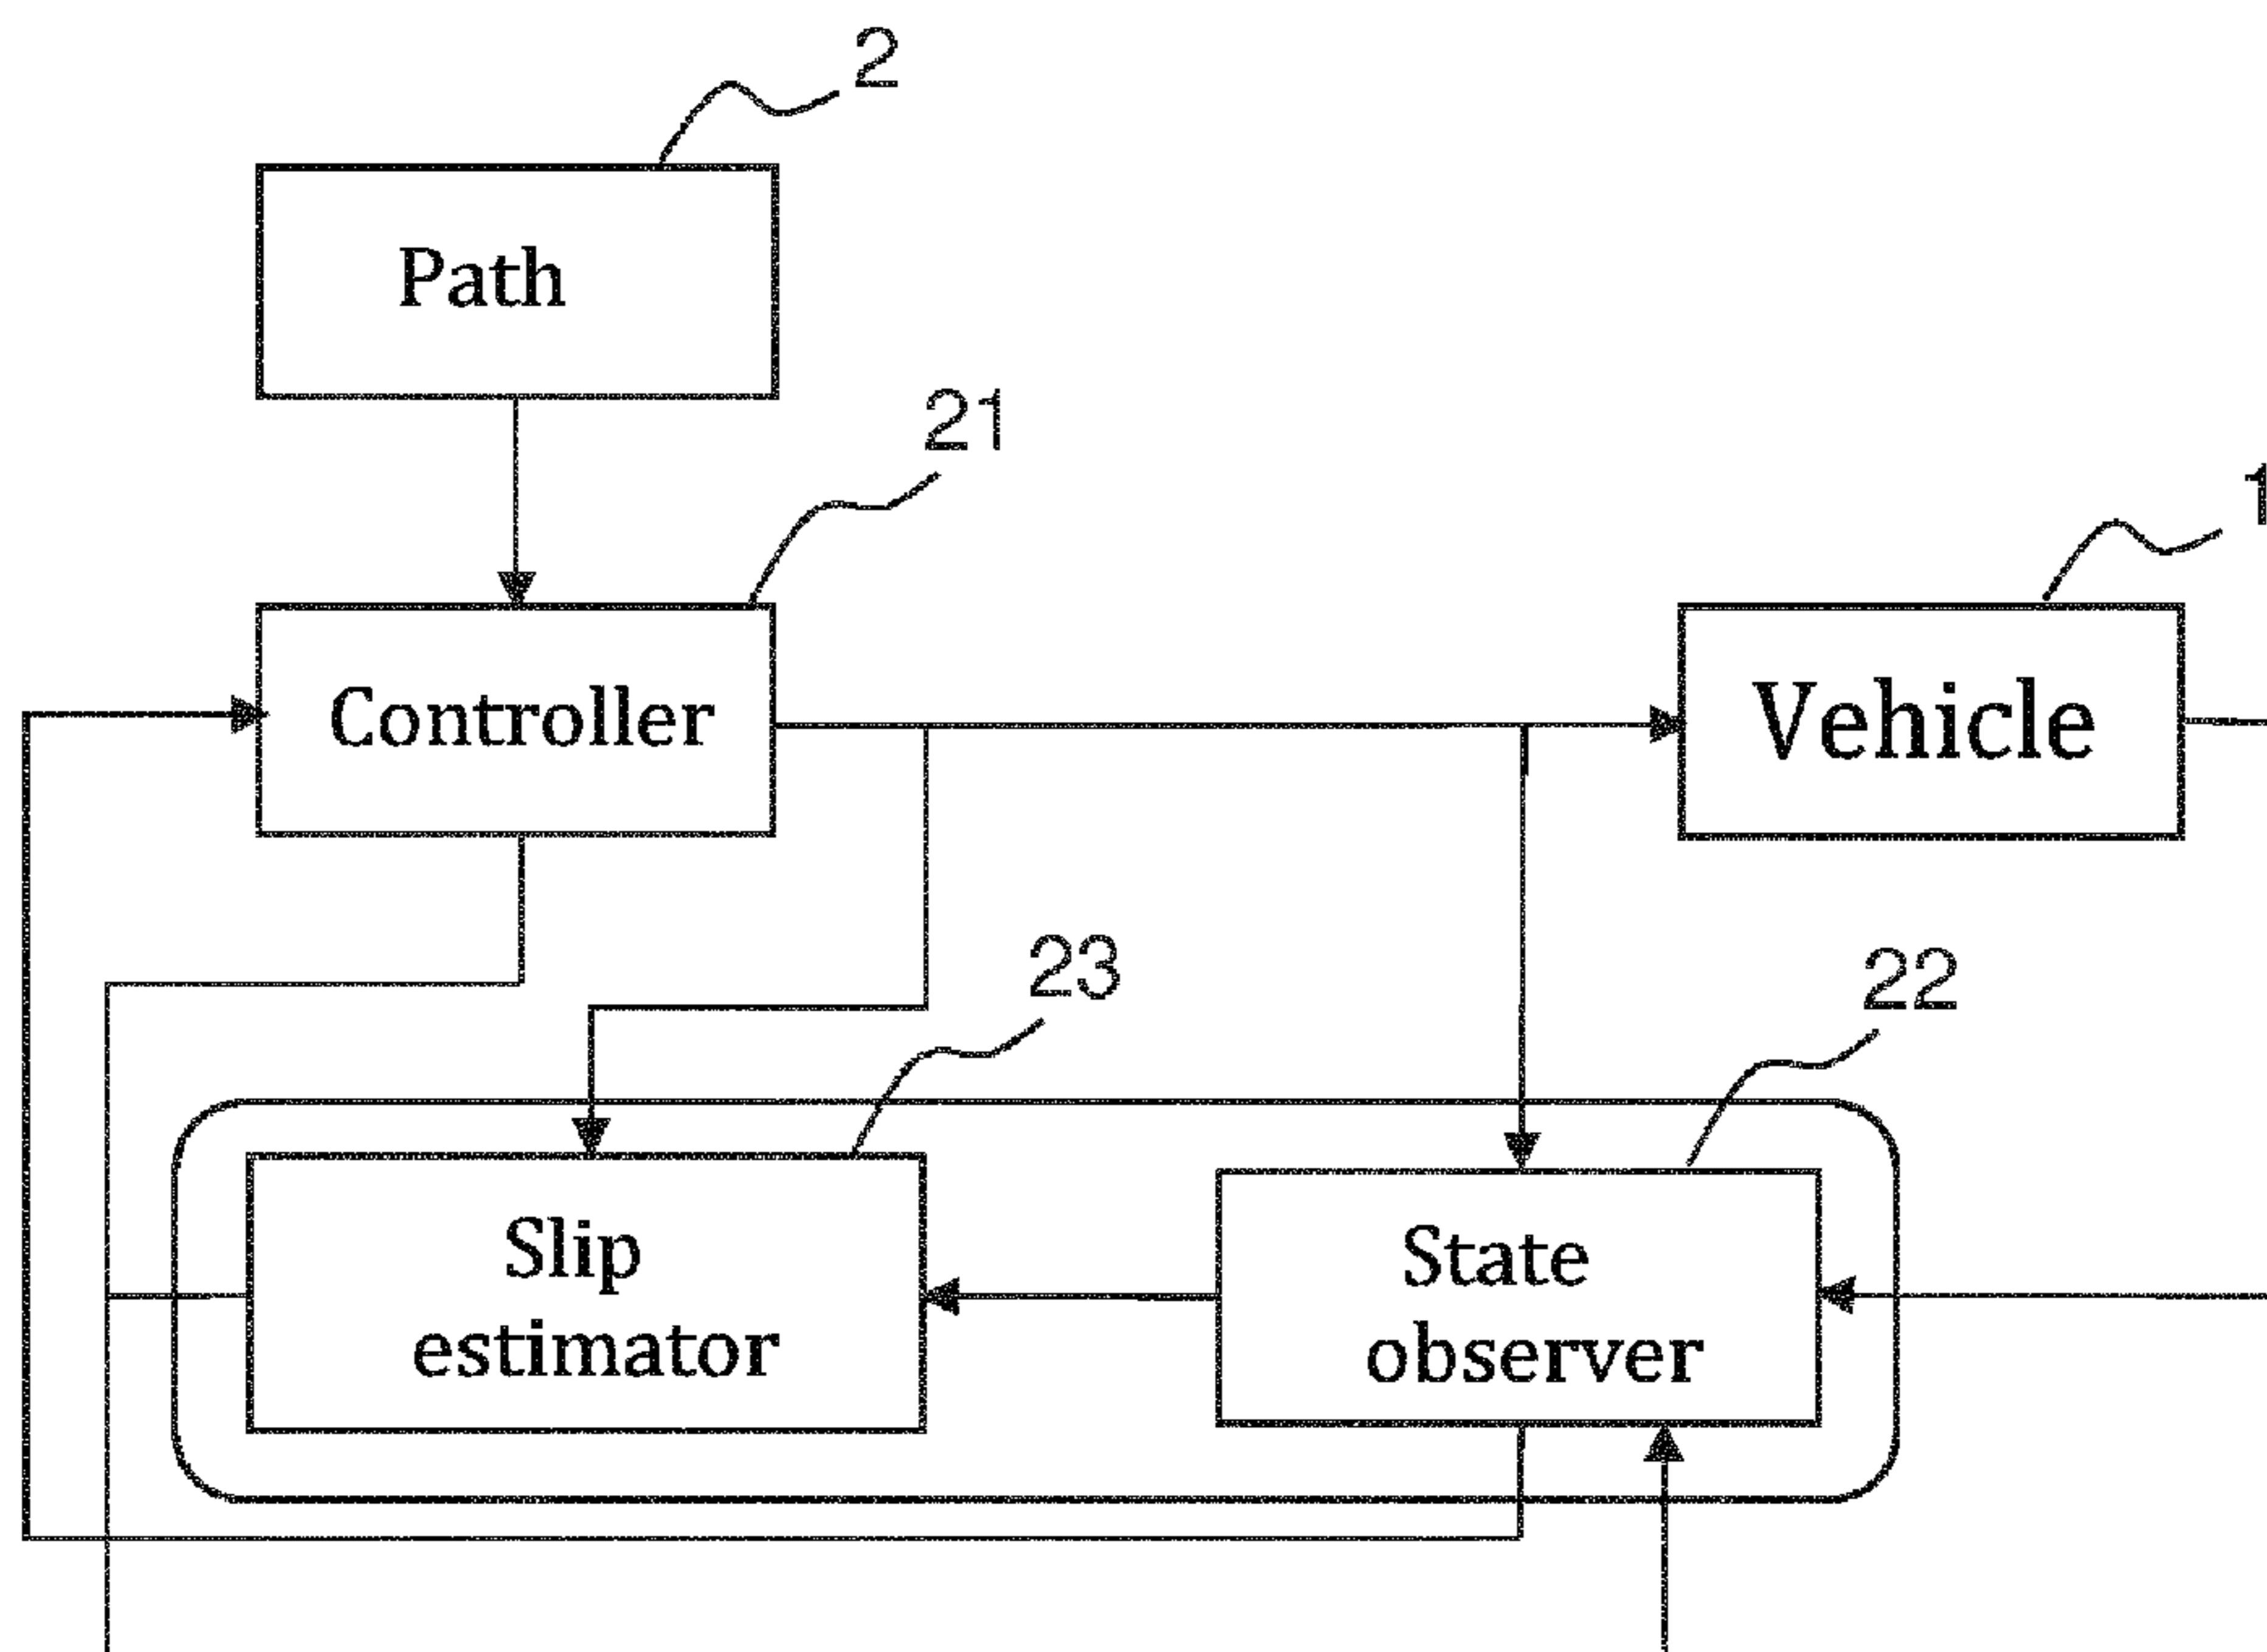 2
Path
21
1
Controller
Vehicle
23
22
Slip
estimator
State
observer